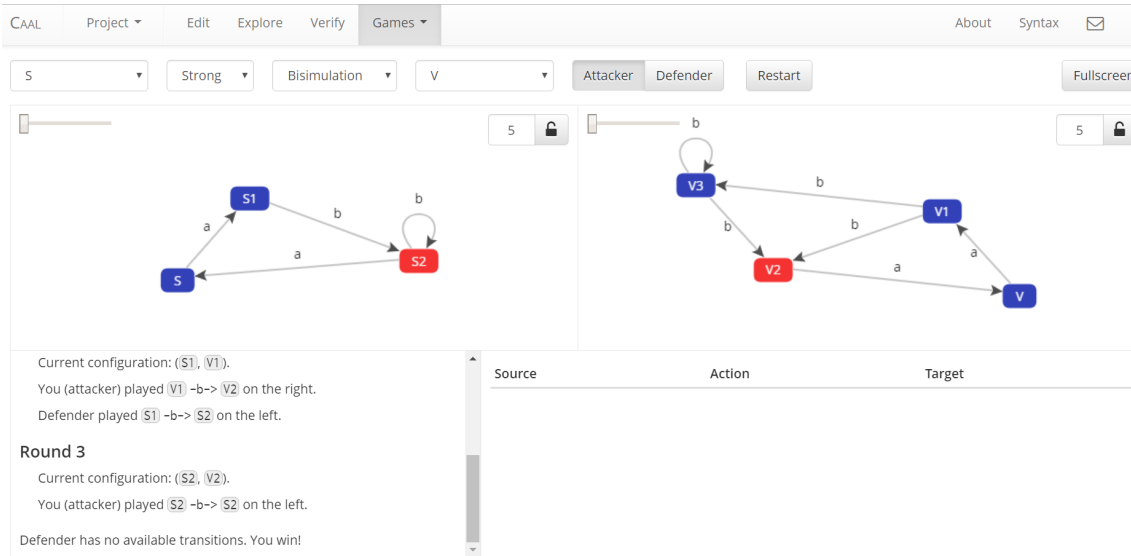 CAAL Project Edit Explore Verify Games About Syntax
S Strong Bisimulation V Attacker Defender Restart Fullscreen
5 5
b
V3
b
V1
b
b
V2
a
a
V
S1
b
b
a
S2
a
S
Current configuration: (S1, V1).
You (attacker) played V1 -b-> V2 on the right.
Defender played S1 -b-> S2 on the left.
Round 3
Current configuration: (S2, V2).
You (attacker) played S2 -b-> S2 on the left.
Defender has no available transitions. You win!
Source Action Target